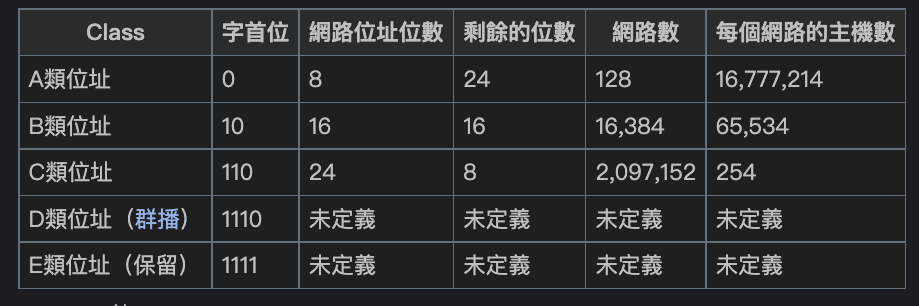 Class 字首位 網路位址位數 剩餘的位數 網路數 每個網路的主機數
A類位址 0 8 24 128 16,777,214
B類位址 10 16 16 16,384 65,534
C類位址 110 24 8 2,097,152 254
D類位址（群播） 1110 未定義 未定義 未定義 未定義
E類位址（保留） 1111 未定義 未定義 未定義 未定義